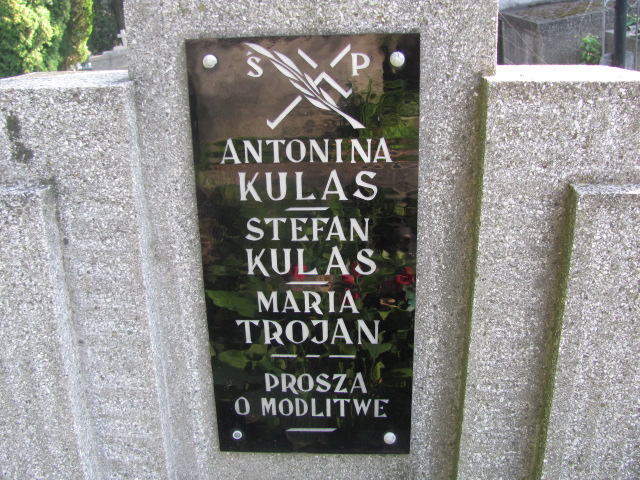 Ś P
ANTONINA
KULAS
STEFAN
KULAS
MARIA
TROJAN
PROSZA
O MODLITWE